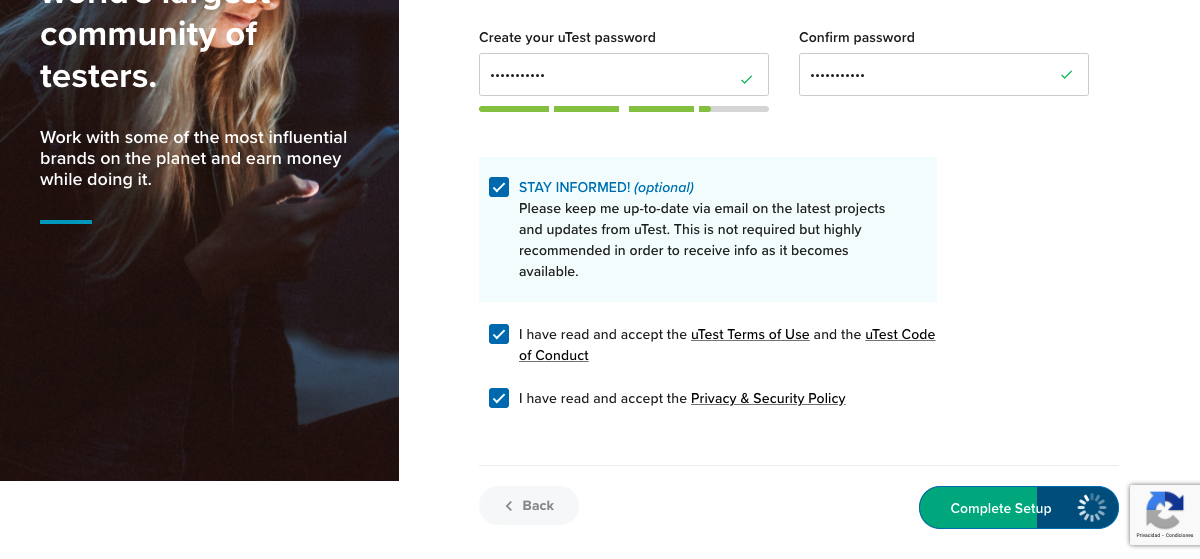 world's largest
community of
testers.
Work with some of the most influential
brands on the planet and earn money
while doing it.
Create your uTest password
Confirm password
•••••••••••
•••••••••••
STAY INFORMED! (optional)
Please keep me up-to-date via email on the latest projects
and updates from uTest. This is not required but highly
recommended in order to receive info as it becomes
available.
I have read and accept the uTest Terms of Use and the uTest Code
of Conduct
I have read and accept the Privacy & Security Policy
Back
Complete Setup
Privacidad - Condiciones